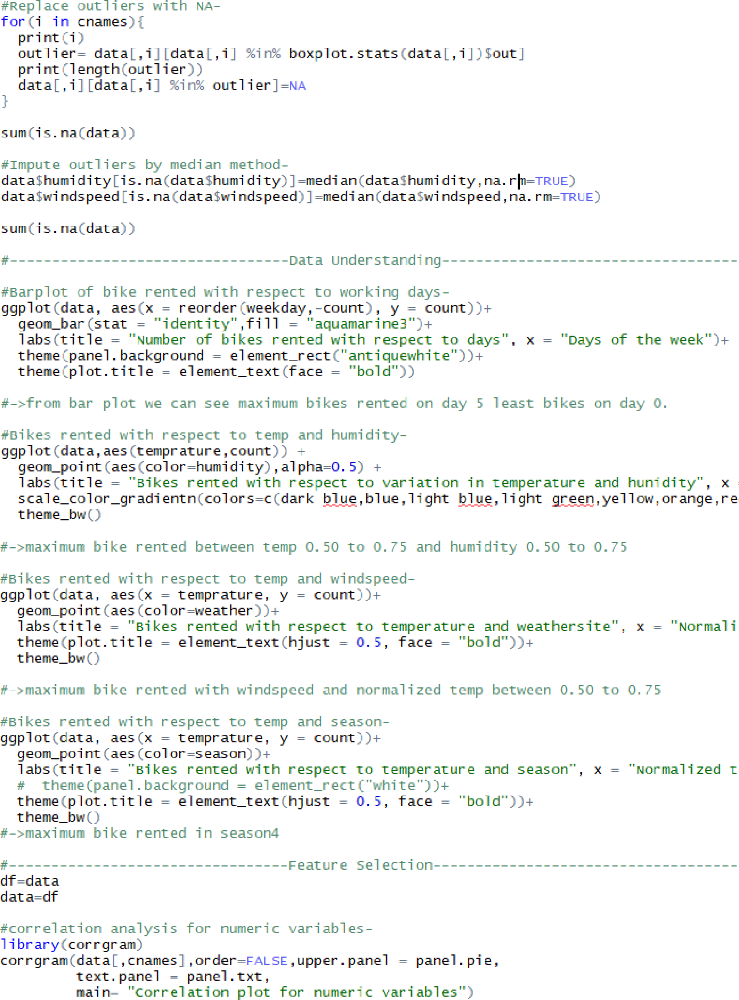 #Replace outliers with NA-
for(i in cnames){
  print(i)
  outlier= data[,i][data[,i] %in% boxplot.stats(data[,i])$out]
  print(length(outlier))
  data[,i][data[,i] %in% outlier]=NA
}
sum(is.na(data))
#Impute outliers by median method-
data$humidity[is.na(data$humidity)]=median(data$humidity,na.rm=TRUE)
data$windspeed[is.na(data$windspeed)]=median(data$windspeed,na.rm=TRUE)
sum(is.na(data))
#---------------------------------Data Understanding-----------------------------------
#Barplot of bike rented with respect to working days-
ggplot(data, aes(x = reorder(weekday,-count), y = count))+
  geom_bar(stat = "identity",fill = "aquamarine3")+
  labs(title = "Number of bikes rented with respect to days", x = "Days of the week")+
  theme(panel.background = element_rect("antiquewhite"))+
  theme(plot.title = element_text(face = "bold"))
#->from bar plot we can see maximum bikes rented on day 5 least bikes on day 0.
#Bikes rented with respect to temp and humidity-
ggplot(data,aes(temprature,count)) +
  geom_point(aes(color=humidity),alpha=0.5) +
  labs(title = "Bikes rented with respect to variation in temperature and hunidity", x =
  scale_color_gradientn(colors=c(dark blue,blue,light blue,light green,yellow,orange,re
  theme_bw()
#->maximum bike rented between temp 0.50 to 0.75 and humidity 0.50 to 0.75
#Bikes rented with respect to temp and windspeed-
ggplot(data, aes(x = temprature, y = count))+
  geom_point(aes(color=weather))+
  labs(title = "Bikes rented with respect to temperature and weathersite", x = "Normali
  theme(plot.title = element_text(hjust = 0.5, face = "bold"))+
  theme_bw()
#->maximum bike rented with windspeed and normalized temp between 0.50 to 0.75
#Bikes rented with respect to temp and season-
ggplot(data, aes(x = temprature, y = count))+
  geom_point(aes(color=season))+
  labs(title = "Bikes rented with respect to temperature and season", x = "Normalized t
  #  theme(panel.background = element_rect("white"))+
  theme(plot.title = element_text(hjust = 0.5, face = "bold"))+
  theme_bw()
#->maximum bike rented in season4
#---------------------------------Feature Selection------------------------------------
df=data
data=df
#correlation analysis for numeric variables-
library(corrgram)
corrgram(data[,cnames],order=FALSE,upper.panel = panel.pie,
         text.panel = panel.txt,
         main= "Correlation plot for numeric variables")